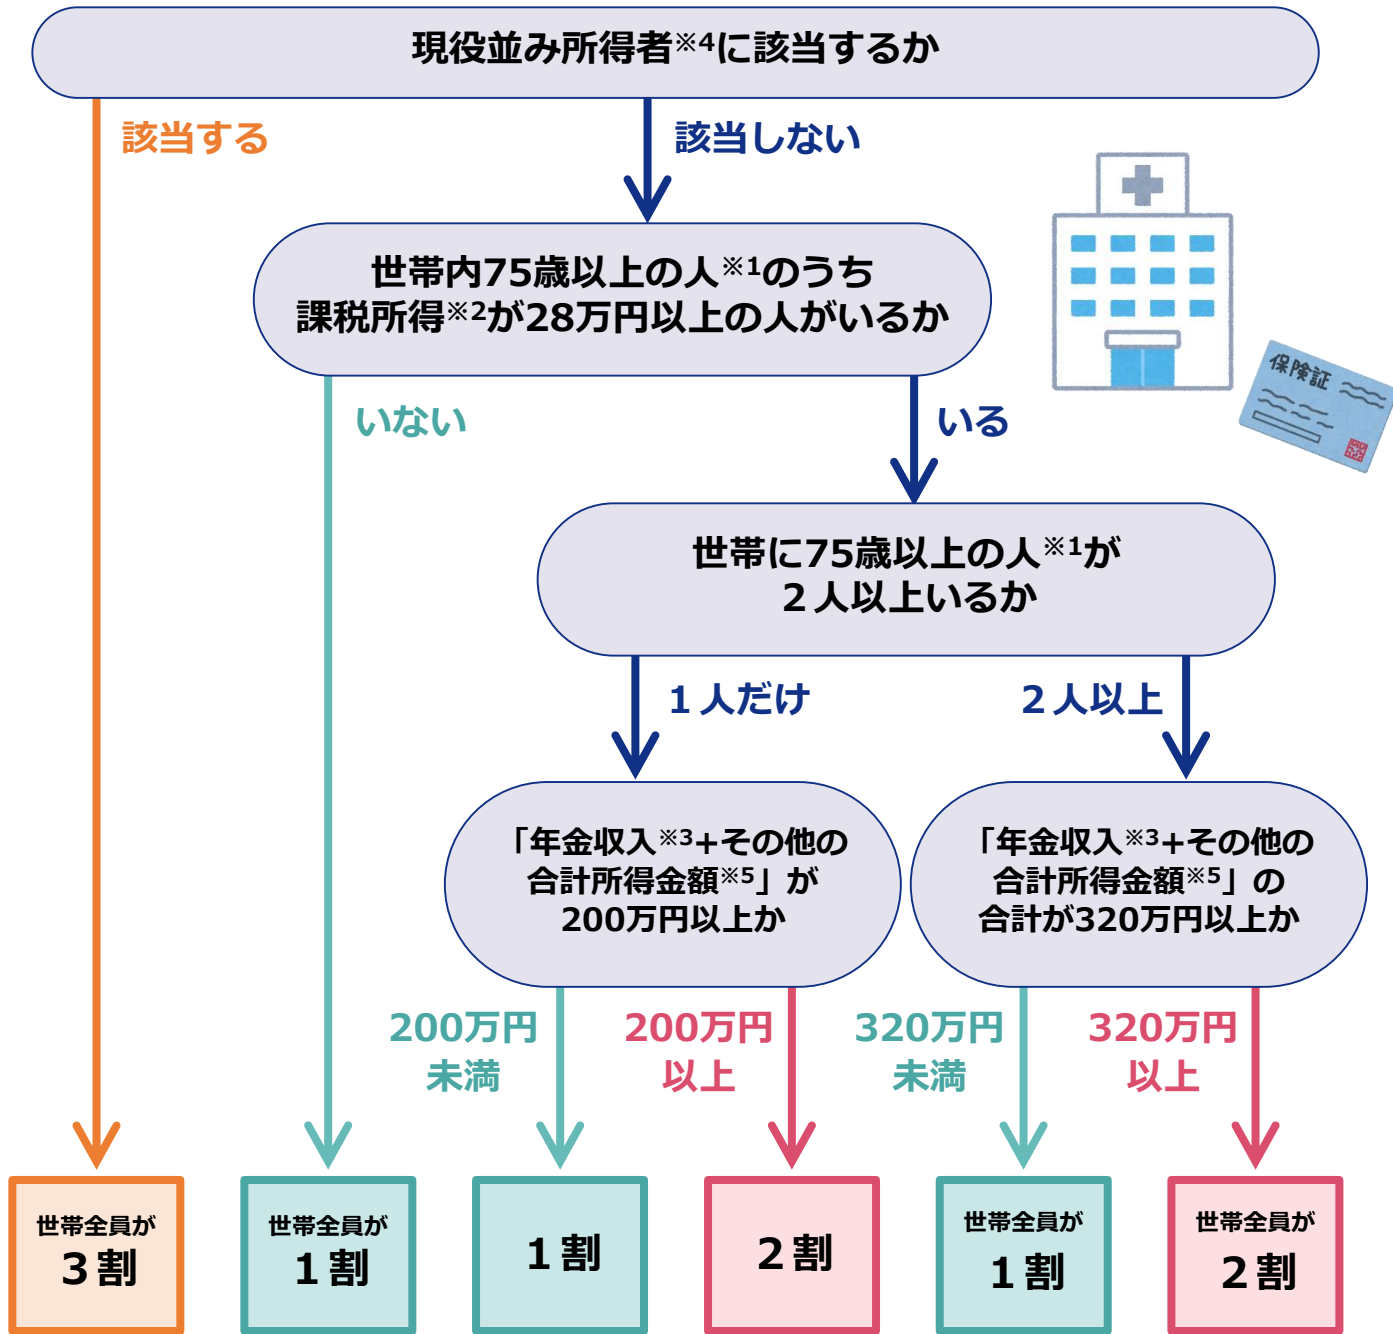 現役並み所得者※4に該当するか
該当する
該当しない
世帯内75歳以上の人※1のうち
課税所得※2が28万円以上の人がいるか
保険証
いない
いる
世帯に75歳以上の人※1が
２人以上いるか
１人だけ
２人以上
「年金収入※3+その他の
合計所得金額※5」が
200万円以上か
「年金収入※3+その他の
合計所得金額※5」の
合計が320万円以上か
200万円
未満
200万円
以上
320万円
未満
320万円
以上
世帯全員が
３割
世帯全員が
１割
１割
２割
世帯全員が
１割
世帯全員が
２割